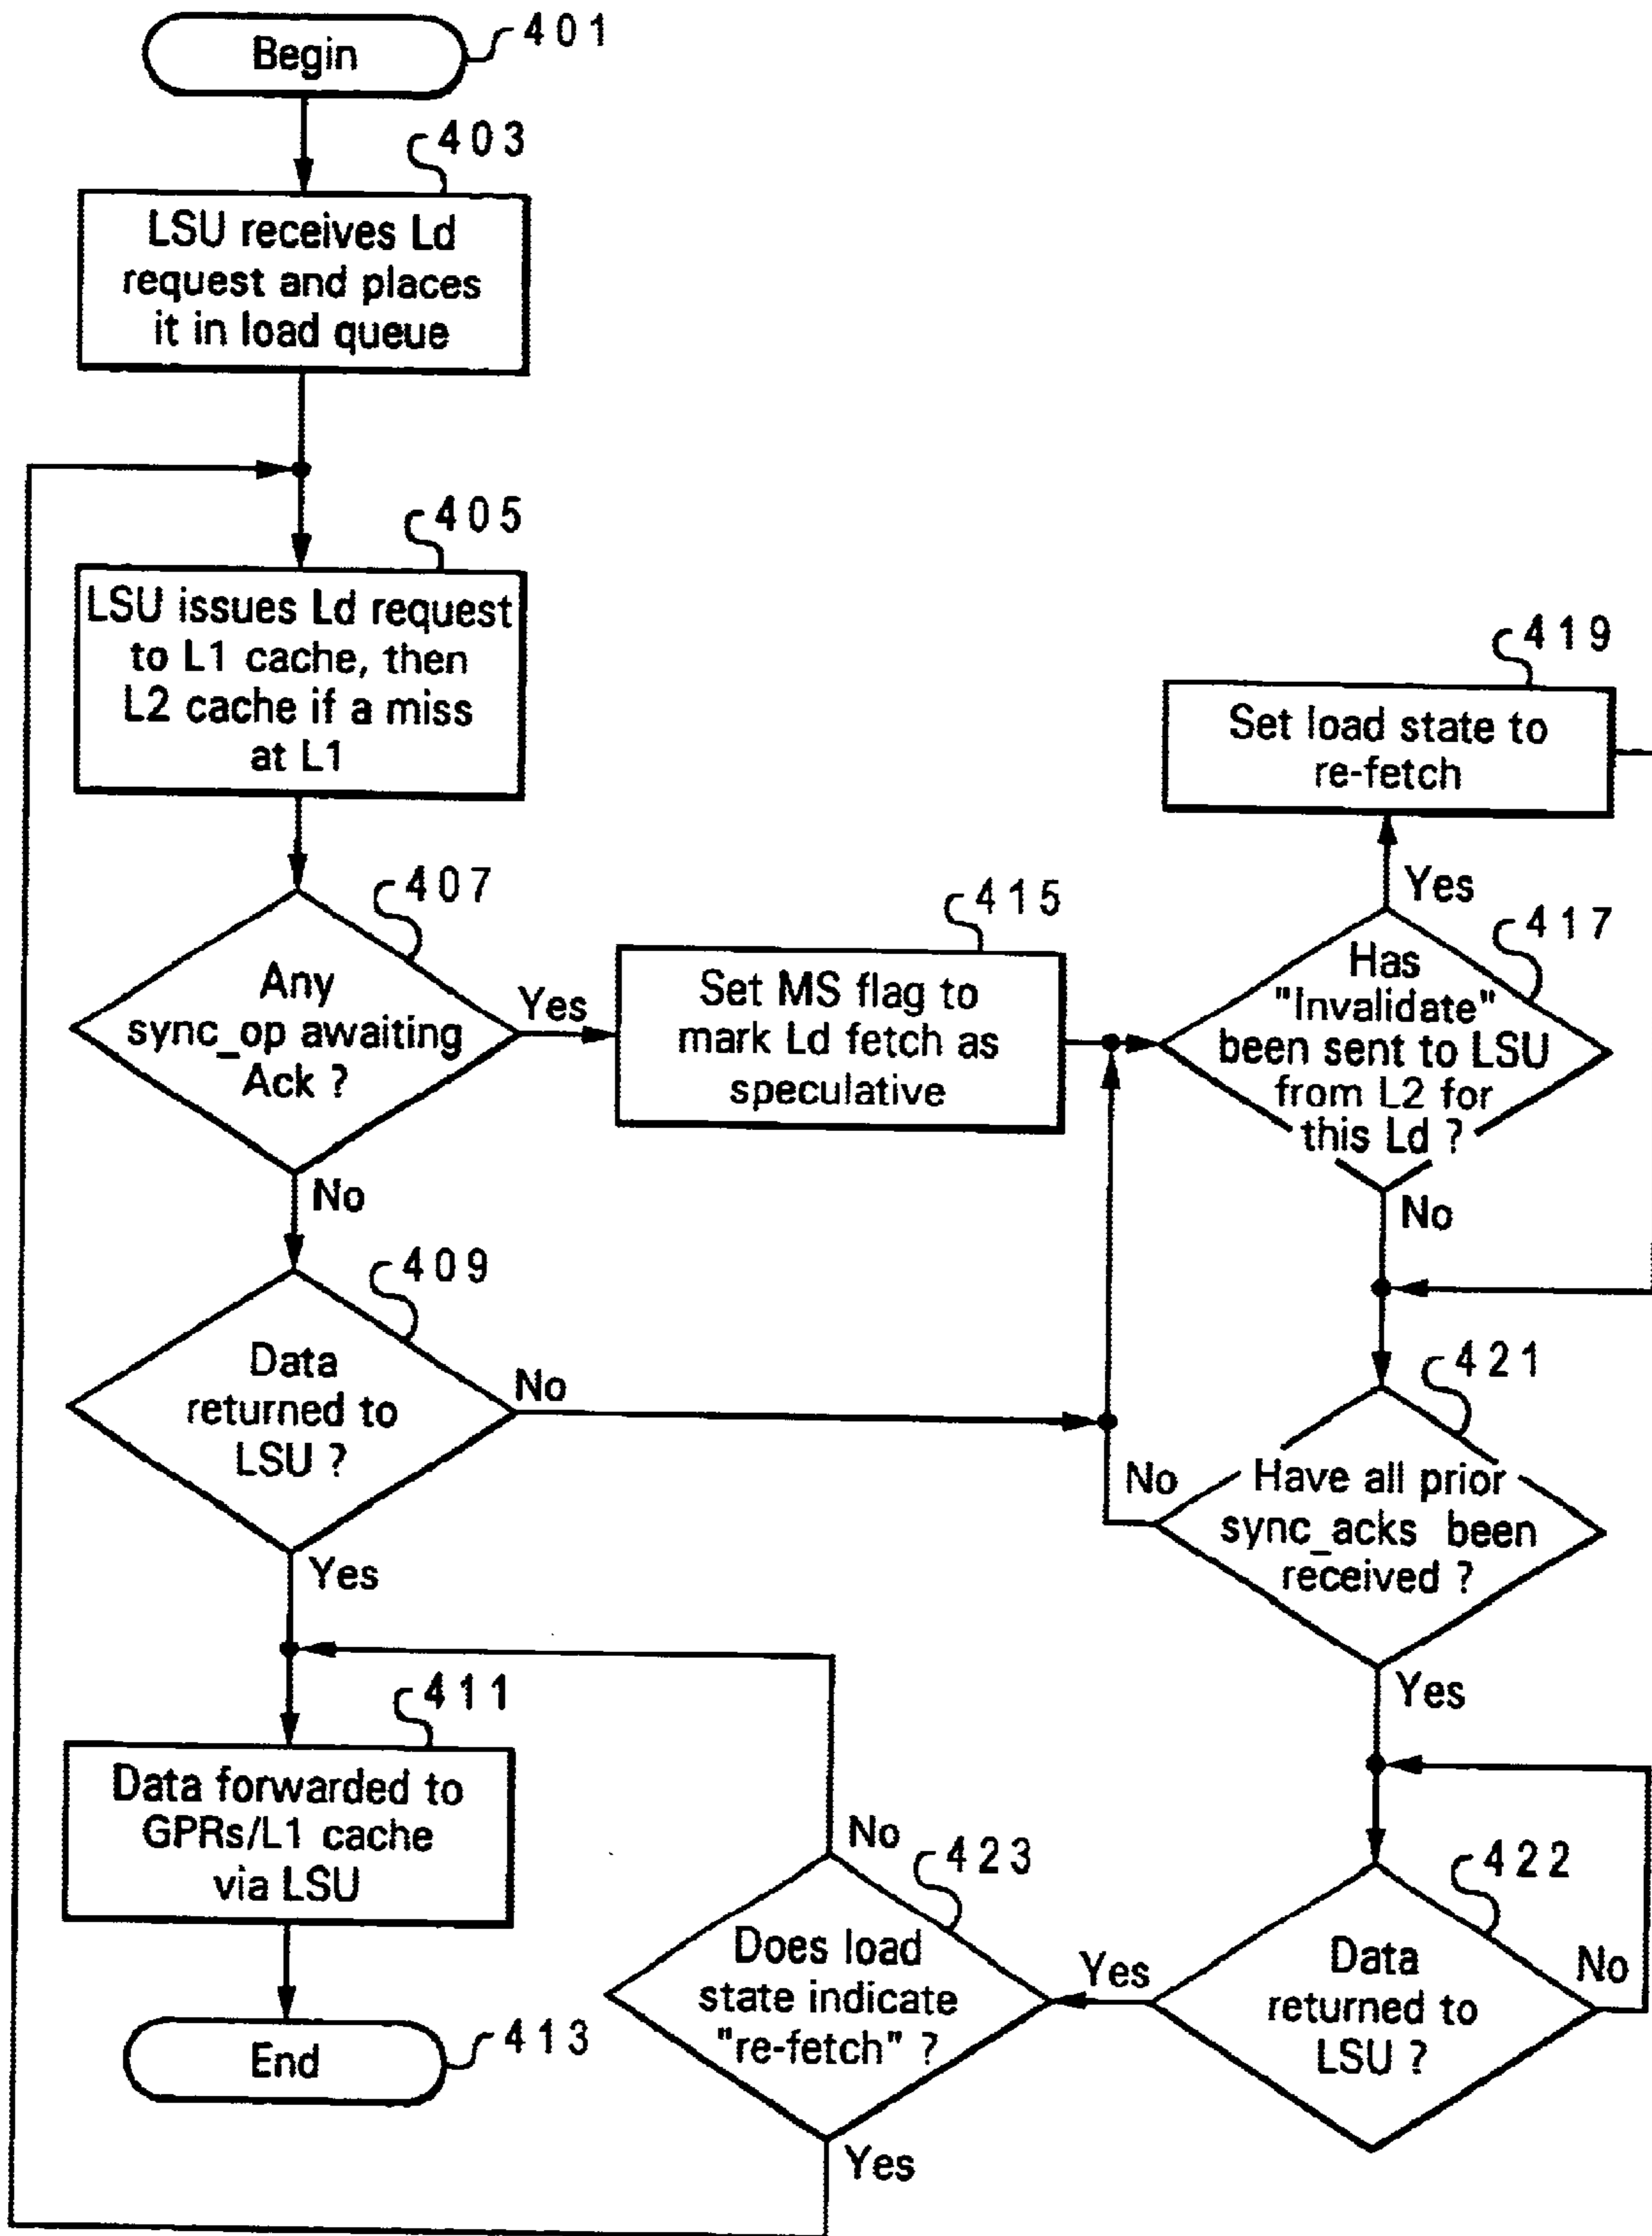 Begin
401
403
LSU receives Ld
request and places
it in load queue
405
LSU issues Ld request
to L1 cache, then
L2 cache if a miss
at L1
419
Set load state to
re-fetch
Yes
407
Any
sync_op awaiting
Ack ?
Yes
No
415
Set MS flag to
mark Ld fetch as
speculative
417
Has
"Invalidate"
been sent to LSU
from L2 for
this Ld ?
No
409
Data
returned to
LSU ?
No
Yes
421
Have all prior
sync_acks been
received ?
No
Yes
411
Data forwarded to
GPRs/L1 cache
via LSU
423
Does load
state indicate
"re-fetch" ?
No
Yes
422
Data
returned to
LSU ?
No
Yes
End
413